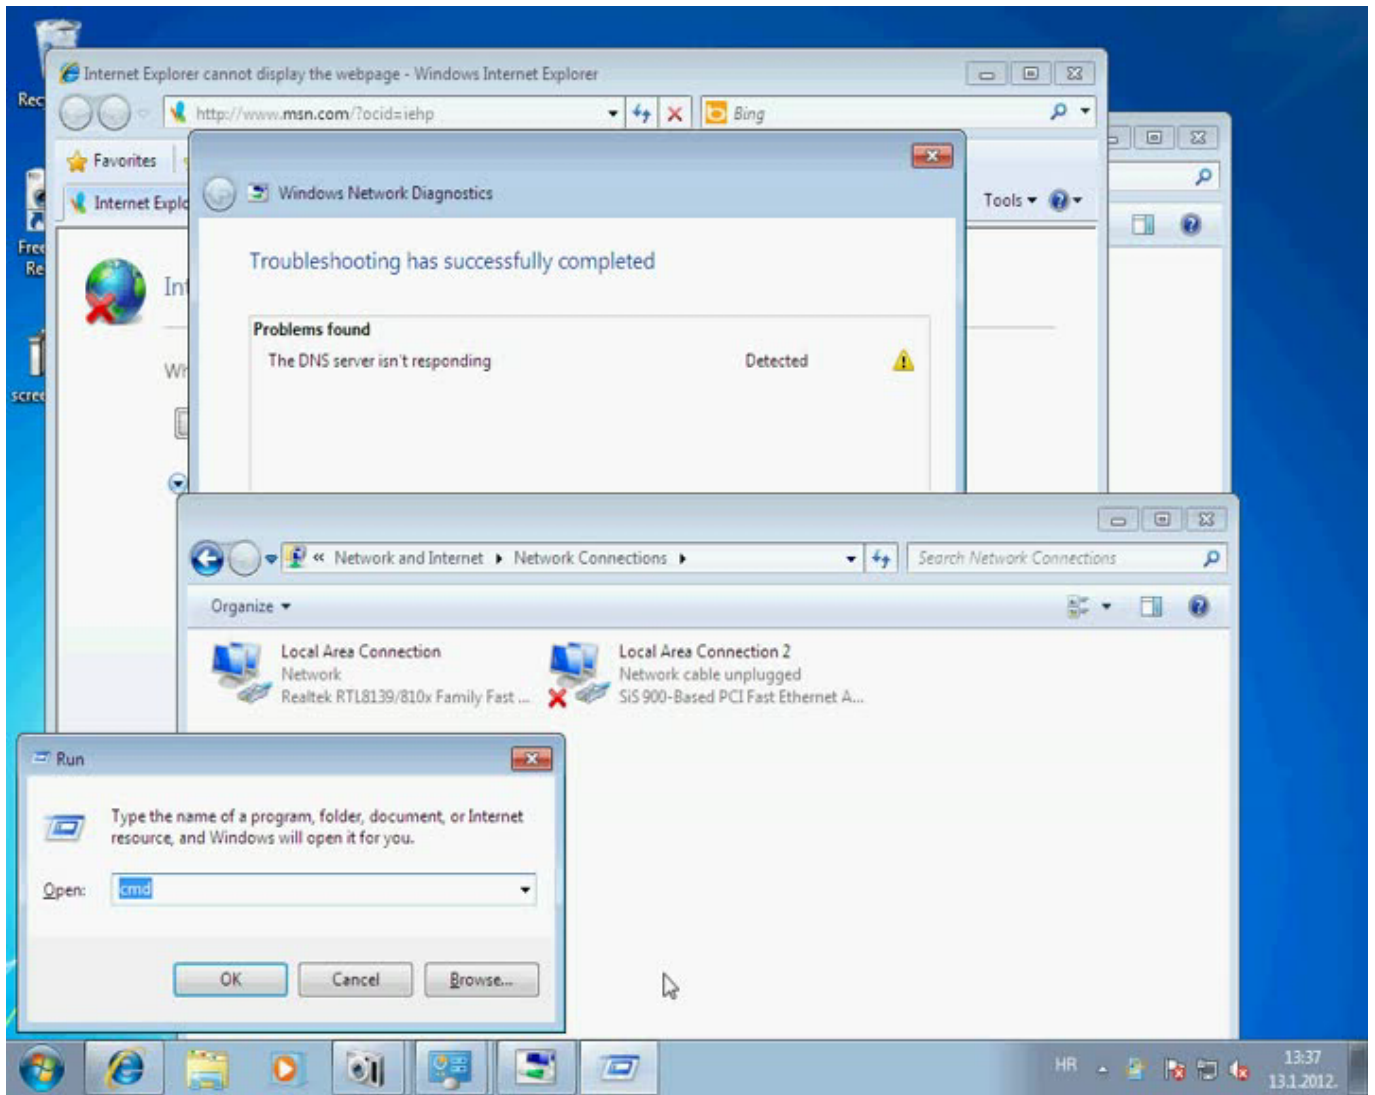 Internet Explorer cannot display the webpage - Windows Internet Explorer
http://www.msn.com/?ocid=iehp
Bing
Favorites
Tools
Windows Network Diagnostics
Troubleshooting has successfully completed
Problems found
The DNS server isn't responding Detected
Network and Internet Network Connections
Search Network Connections
Organize
Local Area Connection
Network
Realtek RTL8139/810x Family Fast ...
Local Area Connection 2
Network cable unplugged
SiS 900-Based PCI Fast Ethernet A...
Run
Type the name of a program, folder, document, or Internet
resource, and Windows will open it for you.
Open: cmd
OK Cancel Browse...
HR
13:37
13.1.2012.